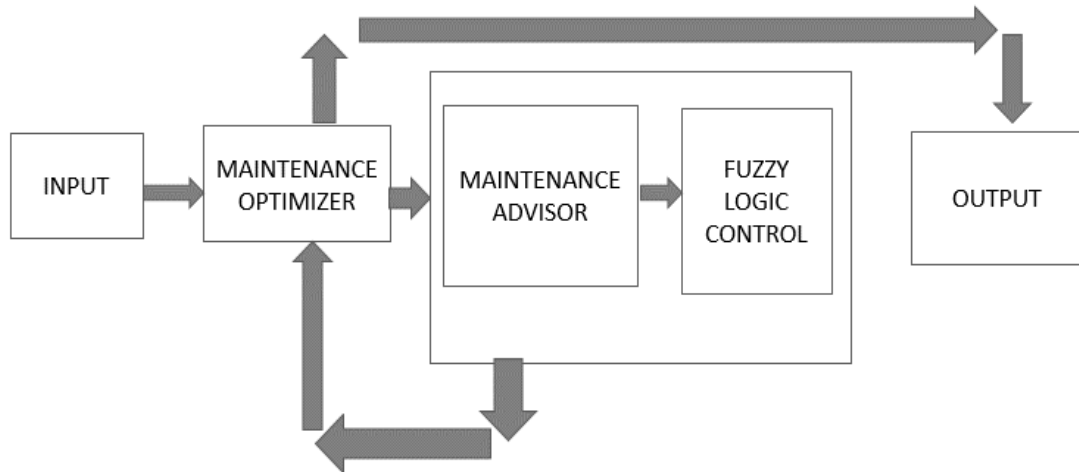 INPUT
MAINTENANCE
OPTIMIZER
MAINTENANCE
ADVISOR
FUZZY
LOGIC
CONTROL
OUTPUT